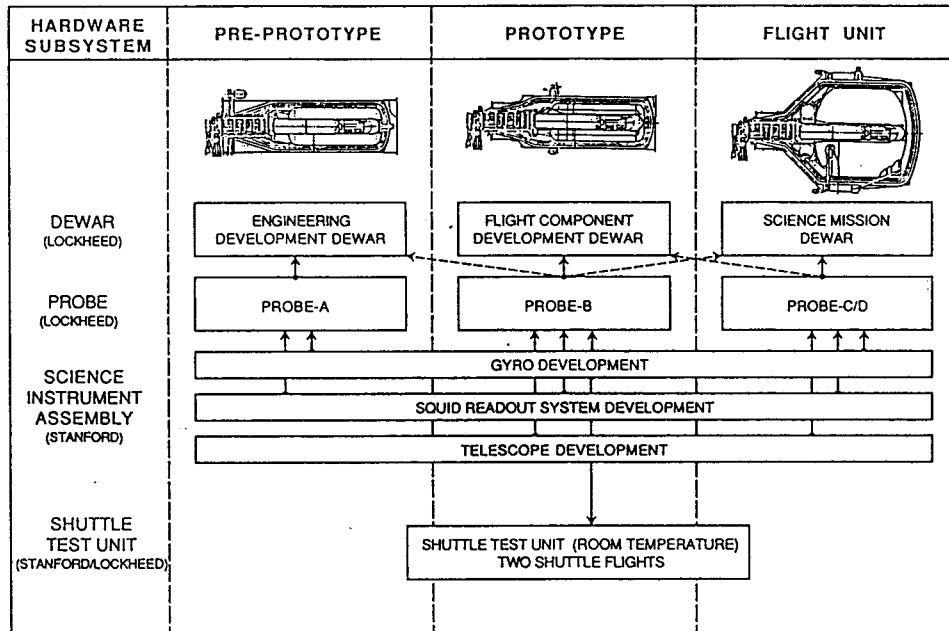 HARDWARE
SUBSYSTEM
PRE-PROTOTYPE
PROTOTYPE
FLIGHT UNIT
DEWAR
(LOCKHEED)
ENGINEERING
DEVELOPMENT DEWAR
FLIGHT COMPONENT
DEVELOPMENT DEWAR
SCIENCE MISSION
DEWAR
PROBE
(LOCKHEED)
PROBE-A
PROBE-B
PROBE-C/D
SCIENCE
INSTRUMENT
ASSEMBLY
(STANFORD)
GYRO DEVELOPMENT
SQUID READOUT SYSTEM DEVELOPMENT
TELESCOPE DEVELOPMENT
SHUTTLE
TEST UNIT
(STANFORD/LOCKHEED)
SHUTTLE TEST UNIT (ROOM TEMPERATURE)
TWO SHUTTLE FLIGHTS